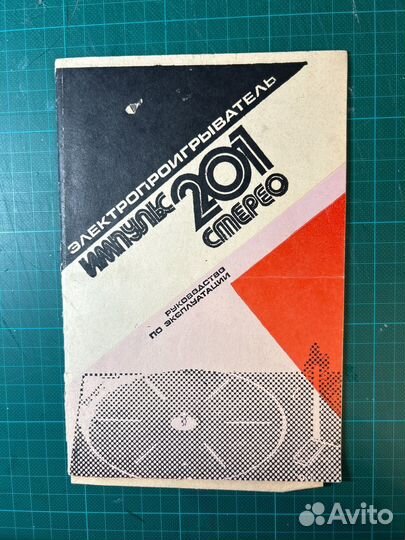 ЭЛЕКТРОПРОИГРЫВАТЕЛЬ
ИМПУЛЬС 201
СТЕРЕО
РУКОВОДСТВО
ПО ЭКСПЛУАТАЦИИ
Avito